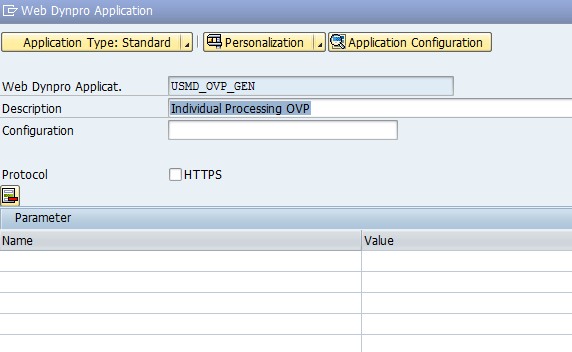 Web Dynpro Application
Application Type: Standard Personalization Application Configuration
Web Dynpro Applicat. USMD_OVP_GEN
Description Individual Processing OVP
Configuration
Protocol HTTPS
Parameter
Name Value